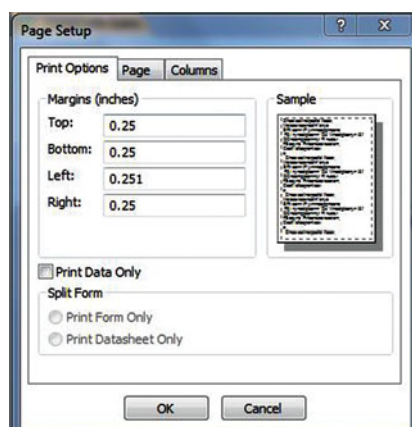 Page Setup
Print Options Page Columns
Margins (inches)
Top: 0.25
Bottom: 0.25
Left: 0.251
Right: 0.25
Sample
Print Data Only
Split Form
Print Form Only
Print Datasheet Only
OK Cancel